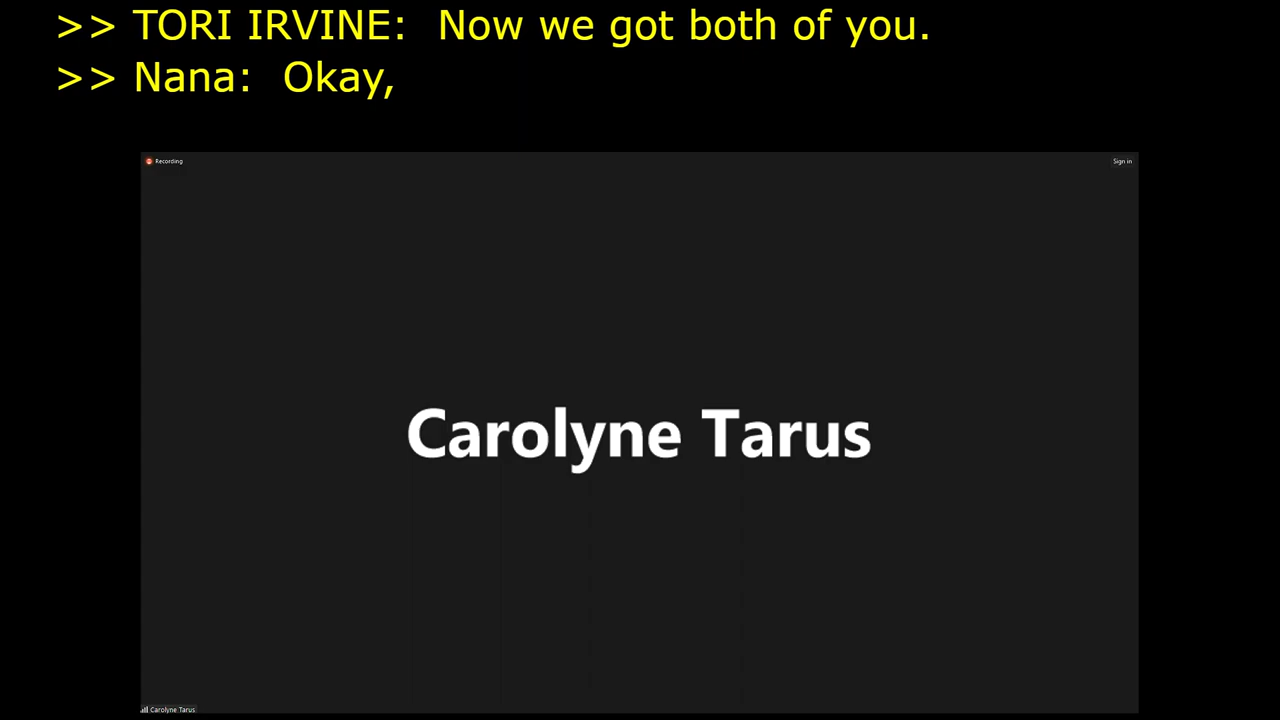 >> TORI IRVINE:  Now we got both of you.
>> Nana:  Okay,
Recording
Sign in
Carolyne Tarus
Carolyne Tarus